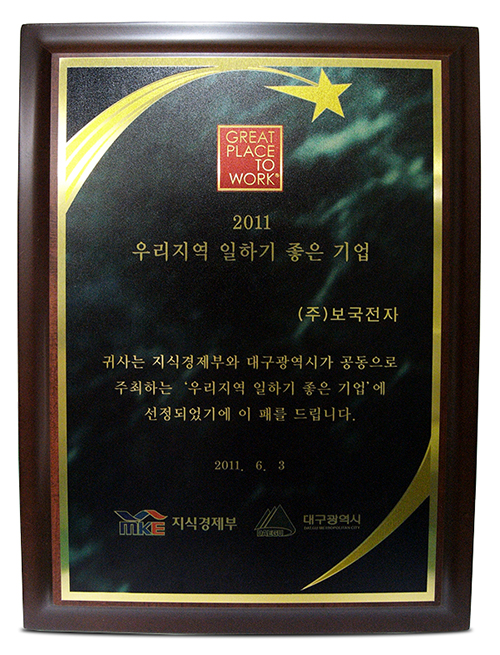 GREAT
PLACE
TO
WORK®
2011
우리지역 일하기 좋은 기업
(주)보국전자
귀사는 지식경제부와 대구광역시가 공동으로
주최하는 '우리지역 일하기 좋은 기업'에
선정되었기에 이 패를 드립니다.
2011. 6. 3
MKE 지식경제부
DAEGU 대구광역시
DAEGU METROPOLITAN CITY